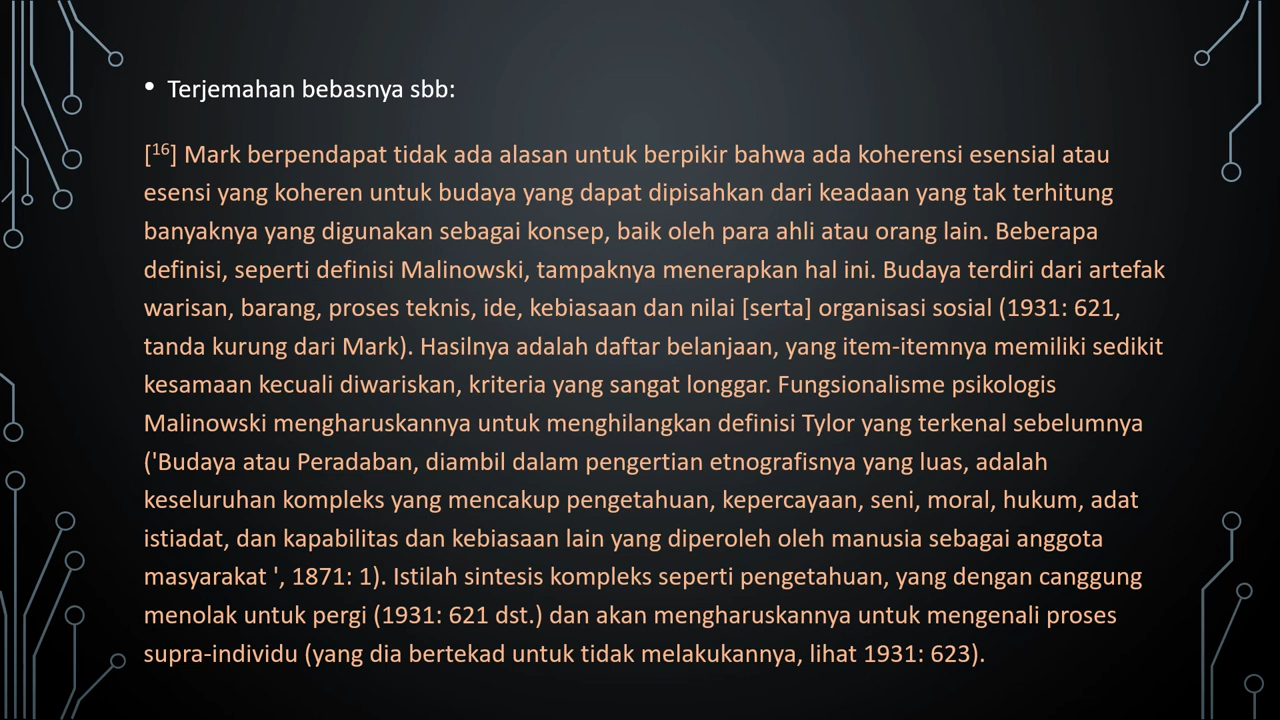 • Terjemahan bebasnya sbb:
[16] Mark berpendapat tidak ada alasan untuk berpikir bahwa ada koherensi esensial atau
esensi yang koheren untuk budaya yang dapat dipisahkan dari keadaan yang tak terhitung
banyaknya yang digunakan sebagai konsep, baik oleh para ahli atau orang lain. Beberapa
definisi, seperti definisi Malinowski, tampaknya menerapkan hal ini. Budaya terdiri dari artefak
warisan, barang, proses teknis, ide, kebiasaan dan nilai [serta] organisasi sosial (1931: 621,
tanda kurung dari Mark). Hasilnya adalah daftar belanjaan, yang item-itemnya memiliki sedikit
kesamaan kecuali diwariskan, kriteria yang sangat longgar. Fungsionalisme psikologis
Malinowski mengharuskannya untuk menghilangkan definisi Tylor yang terkenal sebelumnya
('Budaya atau Peradaban, diambil dalam pengertian etnografisnya yang luas, adalah
keseluruhan kompleks yang mencakup pengetahuan, kepercayaan, seni, moral, hukum, adat
istiadat, dan kapabilitas dan kebiasaan lain yang diperoleh oleh manusia sebagai anggota
masyarakat ', 1871: 1). Istilah sintesis kompleks seperti pengetahuan, yang dengan canggung
menolak untuk pergi (1931: 621 dst.) dan akan mengharuskannya untuk mengenali proses
supra-individu (yang dia bertekad untuk tidak melakukannya, lihat 1931: 623).